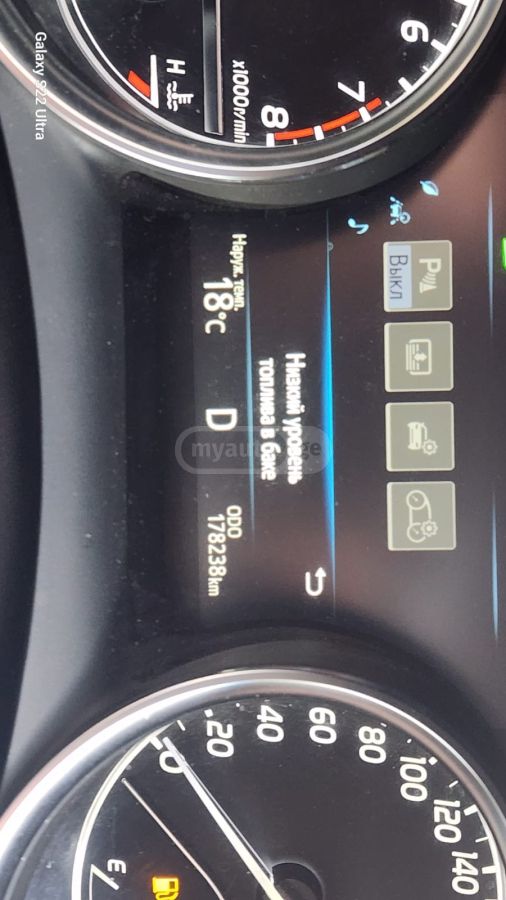 6
7
8
x1000r/min
H
Выкл
Низкий уровень
топлива в баке
Наруж. темп.
18°C
D
ODO
178238km
0
20
40
60
80
100
120
140
E
myauto.ge
Galaxy S22 Ultra